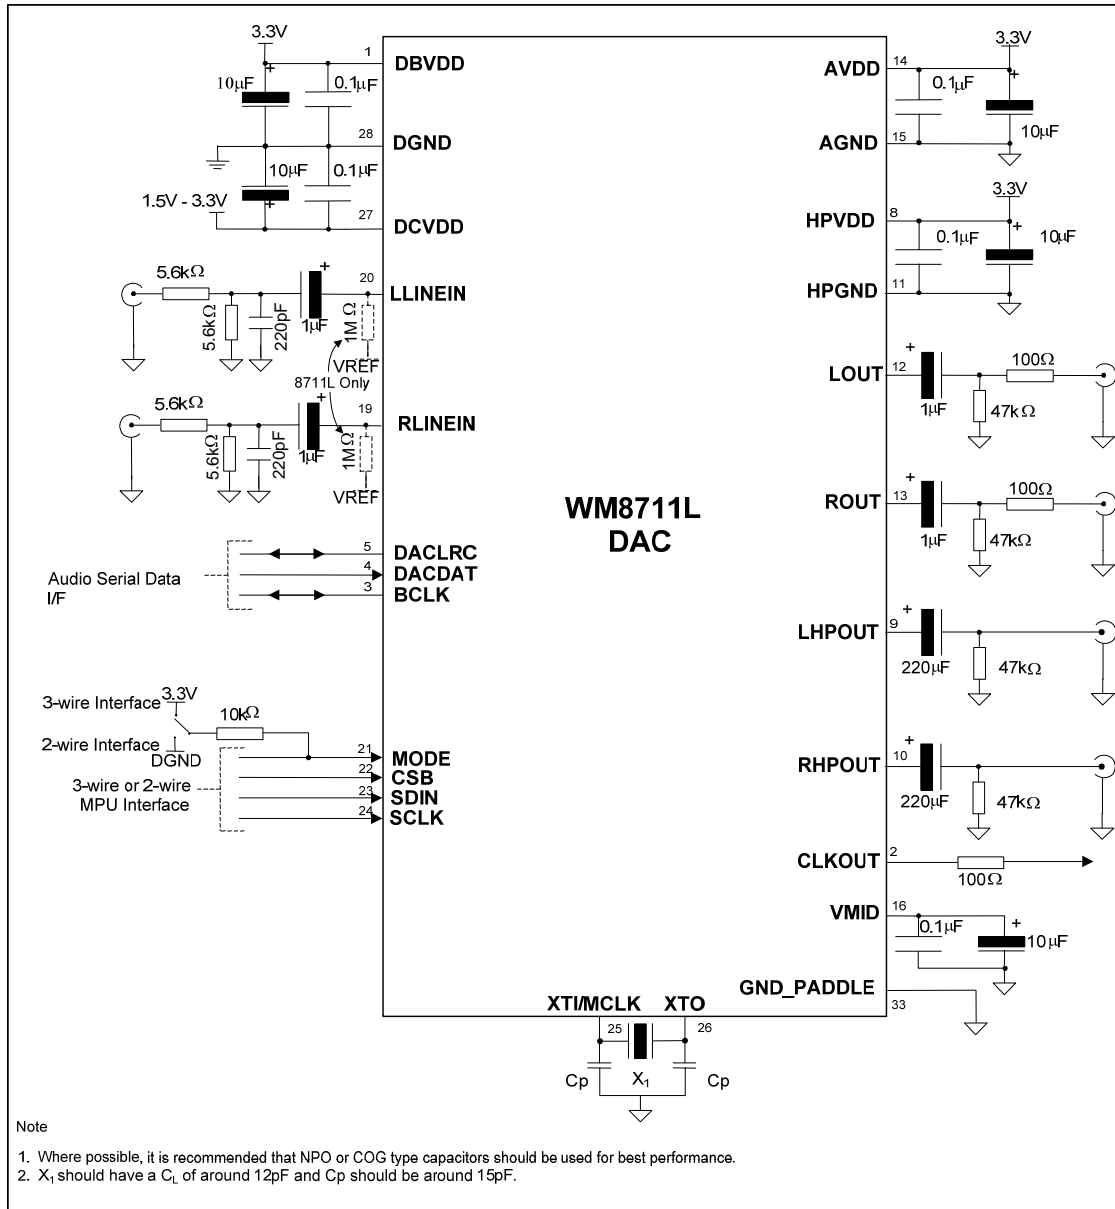 3.3V
1
DBVDD
10µF
0.1µF
28
DGND
10µF
0.1µF
1.5V - 3.3V
27
DCVDD
5.6kΩ
20
LLINEIN
5.6kΩ
220pF
1µF
1MΩ
VREF
8711L Only
5.6kΩ
19
RLINEIN
5.6kΩ
220pF
1µF
1MΩ
VREF
5
DACLRC
4
DACDAT
3
BCLK
Audio Serial Data
I/F
3-wire Interface
3.3V
10kΩ
2-wire Interface
DGND
21
MODE
22
CSB
3-wire or 2-wire
MPU Interface
23
SDIN
24
SCLK
WM8711L
DAC
3.3V
AVDD
14
0.1µF
10µF
AGND
15
3.3V
HPVDD
8
0.1µF
10µF
HPGND
11
LOUT
12
+
100Ω
1µF
47kΩ
ROUT
13
+
100Ω
1µF
47kΩ
LHPOUT
9
+
220µF
47kΩ
RHPOUT
10
+
220µF
47kΩ
CLKOUT
2
100Ω
VMID
16
0.1µF
+
10µF
GND_PADDLE
33
XTI/MCLK
XTO
25
26
Cp
X₁
Cp
Note
1. Where possible, it is recommended that NPO or COG type capacitors should be used for best performance.
2. X₁ should have a C_L of around 12pF and Cp should be around 15pF.